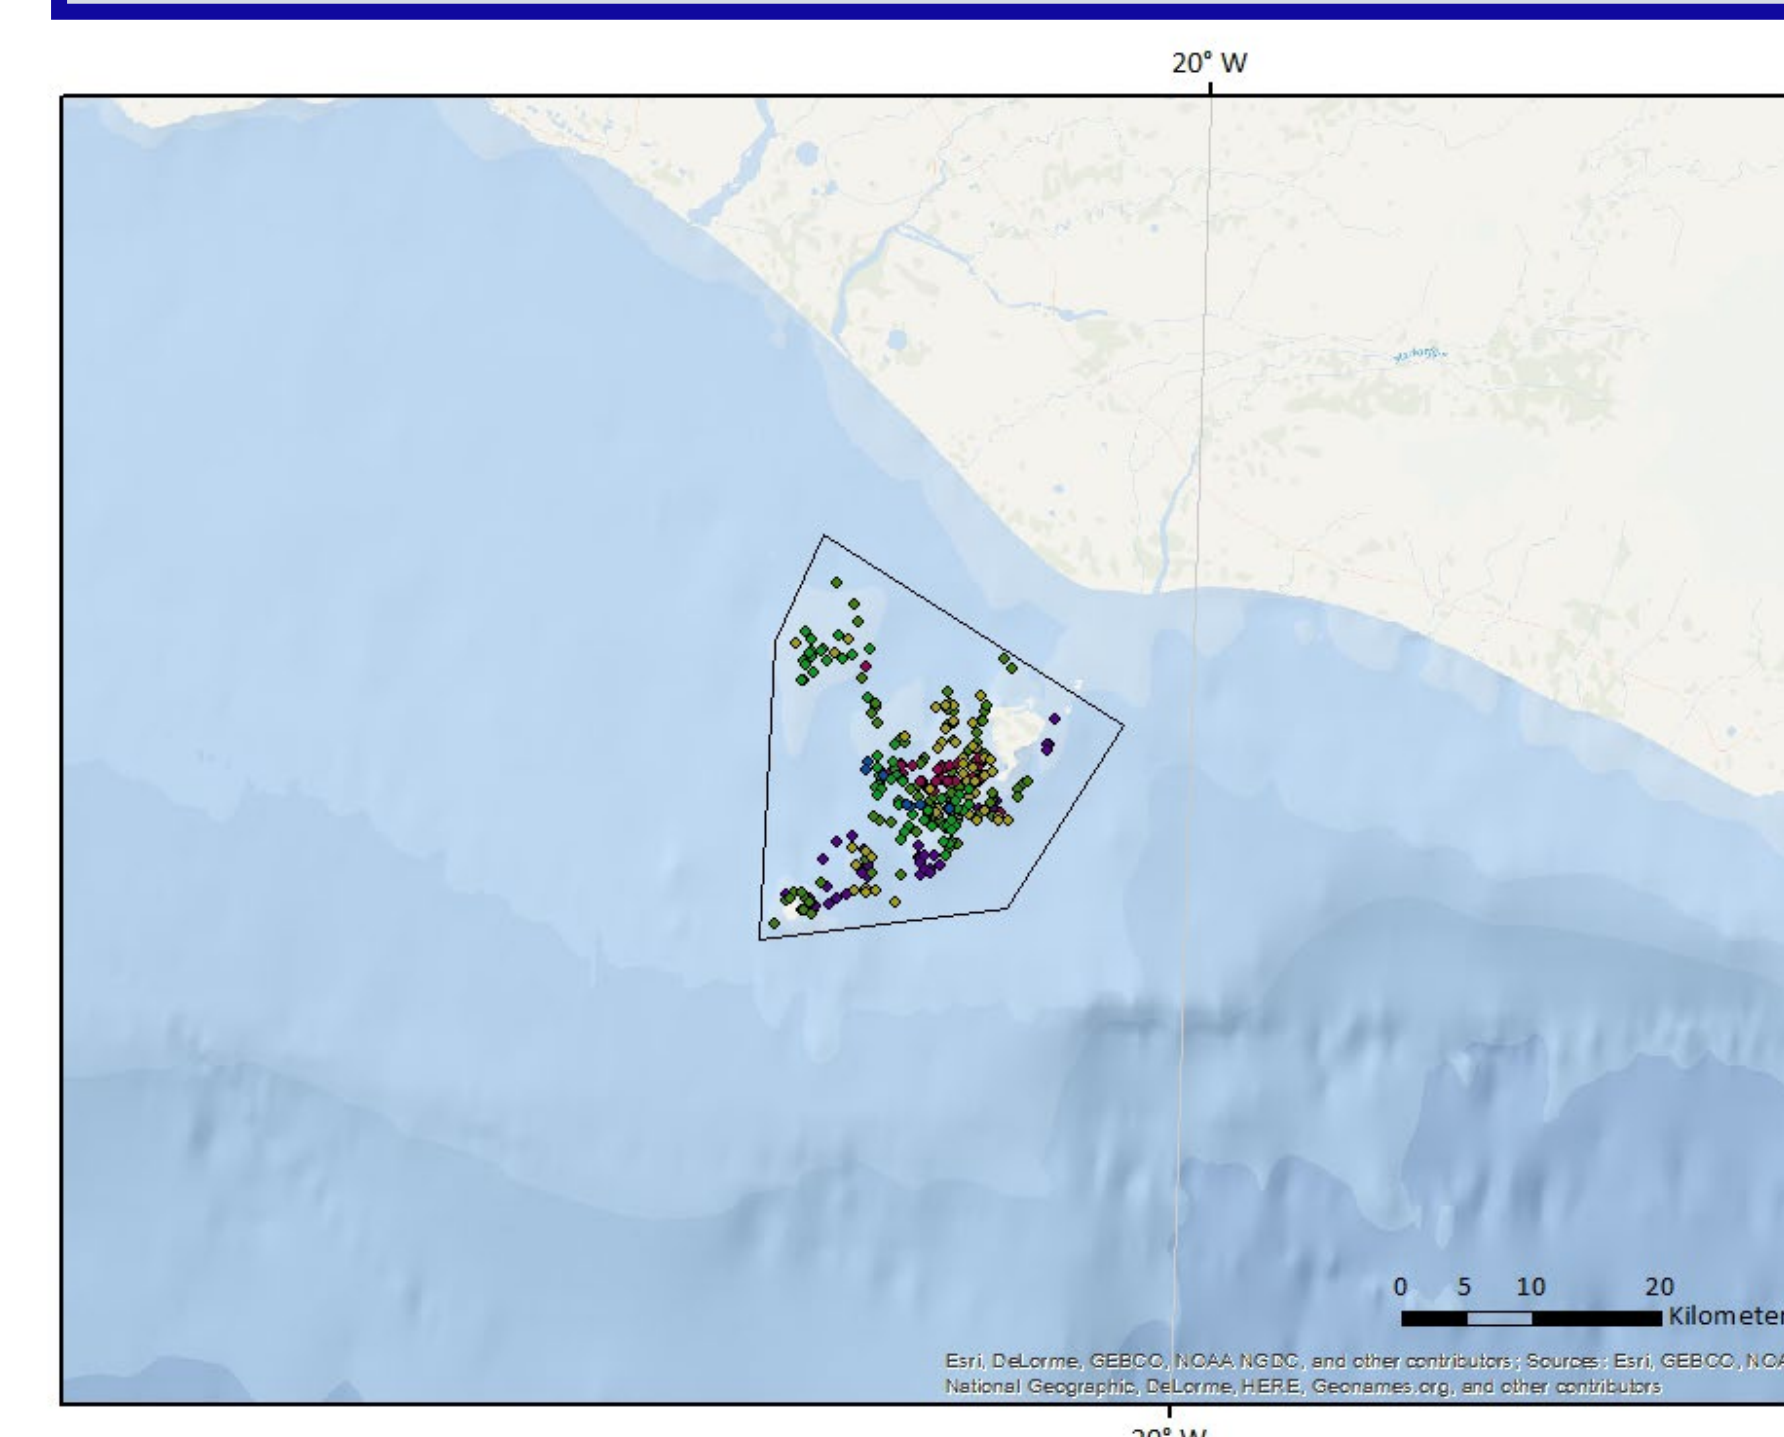 20° W
0 5 10 20
Kilometer
Esri, DeLorme, GEBCO, NOAA NGDC, and other contributors; Sources: Esri, GEBCO, NOA
National Geographic, DeLorme, HERE, Geonames.org, and other contributors
20° W